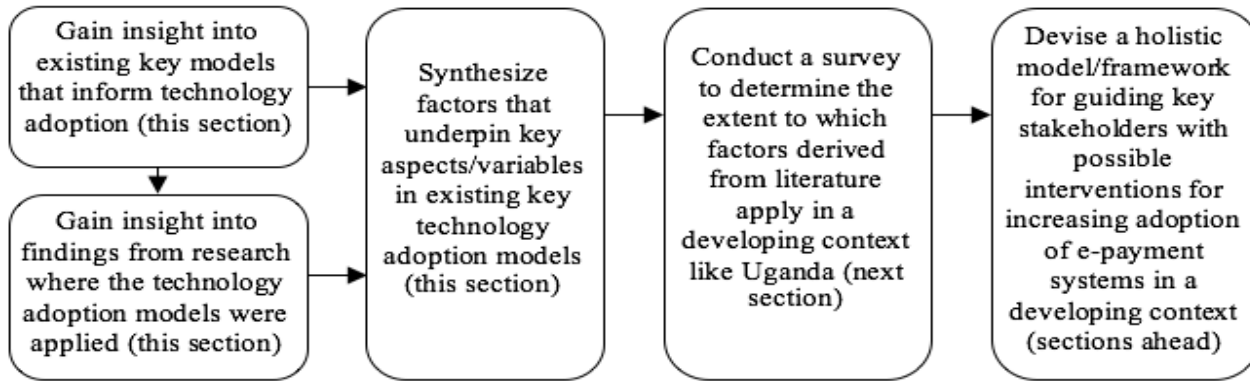 Gain insight into
existing key models
that inform technology
adoption (this section)
Gain insight into
findings from research
where the technology
adoption models were
applied (this section)
Synthesize
factors that
underpin key
aspects/variables
in existing key
technology
adoption models
(this section)
Conduct a survey
to determine the
extent to which
factors derived
from literature
apply in a
developing context
like Uganda (next
section)
Devise a holistic
model/framework
for guiding key
stakeholders with
possible
interventions for
increasing adoption
of e-payment
systems in a
developing context
(sections ahead)